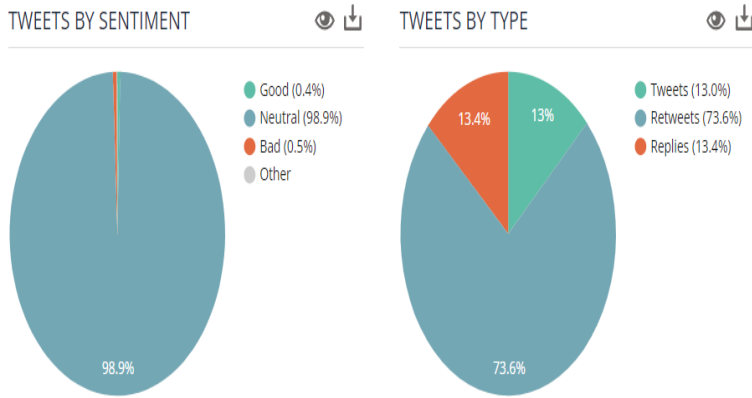 TWEETS BY SENTIMENT
Good (0.4%)
Neutral (98.9%)
Bad (0.5%)
Other
98.9%
TWEETS BY TYPE
13.4%
13%
Tweets (13.0%)
Retweets (73.6%)
Replies (13.4%)
73.6%